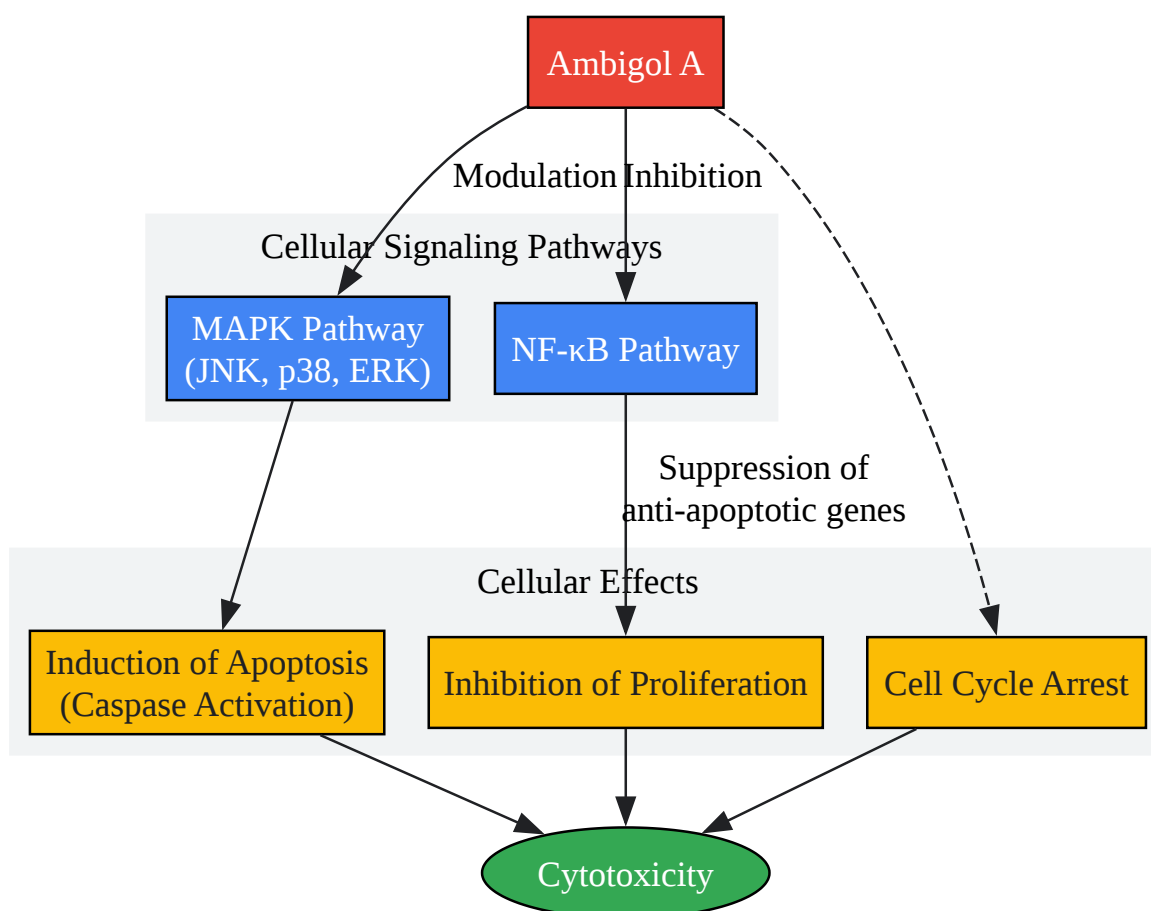 Ambigol A
Modulation
Inhibition
Cellular Signaling Pathways
MAPK Pathway
(JNK, p38, ERK)
NF-κB Pathway
Suppression of
anti-apoptotic genes
Cellular Effects
Induction of Apoptosis
(Caspase Activation)
Inhibition of Proliferation
Cell Cycle Arrest
Cytotoxicity